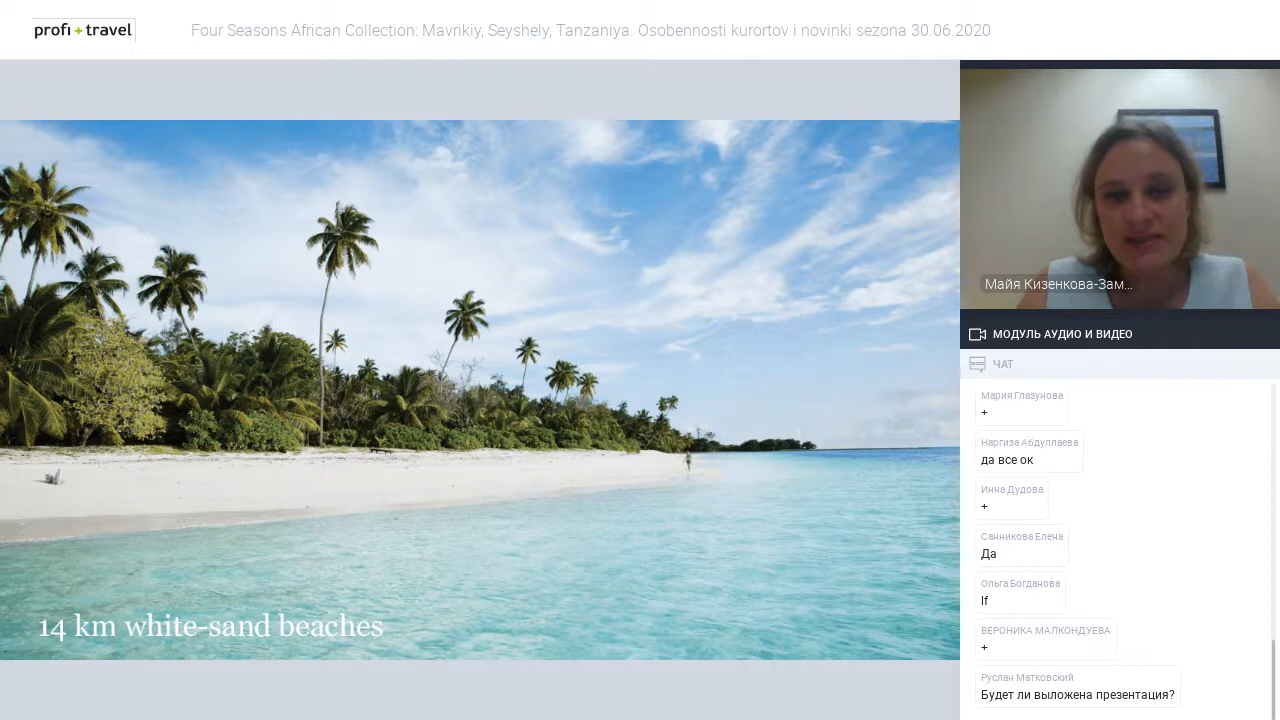 profi + travel
Four Seasons African Collection: Mavrikiy, Seyshely, Tanzaniya. Osobennosti kurortov i novinki sezona 30.06.2020
14 km white-sand beaches
Майя Кизенкова-Зам...
МОДУЛЬ АУДИО И ВИДЕО
ЧАТ
Мария Глазунова
+
Наргиза Абдуллаева
да все ок
Инна Дудова
+
Санникова Елена
Да
Ольга Богданова
lf
ВЕРОНИКА МАЛКОНДУЕВА
+
Руслан Матковский
Будет ли выложена презентация?